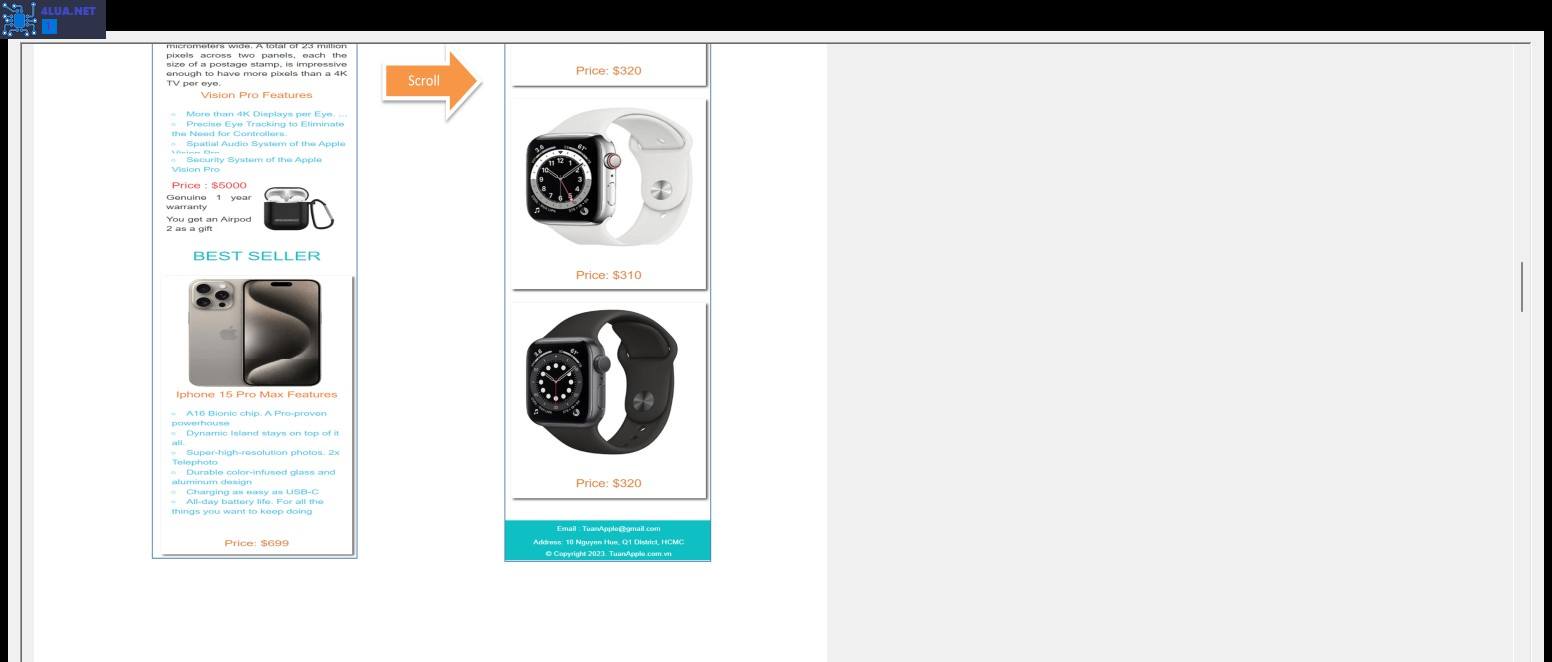 4LUA.NET
1
micrometers wide. A total of 23 million
pixels across two panels, each the
size of a postage stamp, is impressive
enough to have more pixels than a 4K
TV per eye.
Vision Pro Features
More than 4K Displays per Eye. ...
Precise Eye Tracking to Eliminate
the Need for Controllers.
Spatial Audio System of the Apple
Vision Pro
Security System of the Apple
Vision Pro
Price : $5000
Genuine 1 year
warranty
You get an Airpod
2 as a gift
BEST SELLER
Iphone 15 Pro Max Features
A16 Bionic chip. A Pro-proven
powerhouse
Dynamic Island stays on top of it
all.
Super-high-resolution photos. 2x
Telephoto
Durable color-infused glass and
aluminum design
Charging as easy as USB-C
All-day battery life. For all the
things you want to keep doing
Price: $699
Scroll
Price: $320
Price: $310
Price: $320
Email : TuanApple@gmail.com
Address: 10 Nguyen Hue, Q1 District, HCMC
© Copyright 2023. TuanApple.com.vn